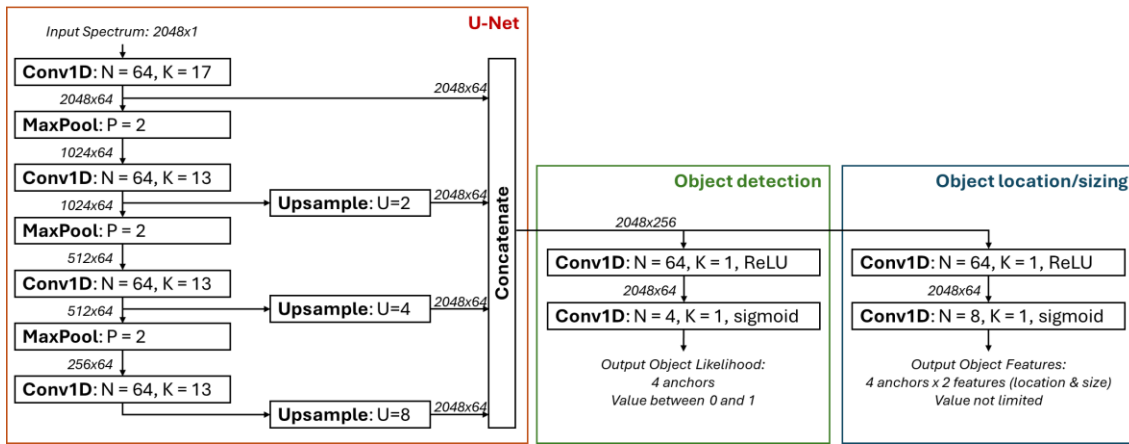 U-Net
Input Spectrum: 2048x1
Conv1D: N = 64, K = 17
2048x64
2048x64
MaxPool: P = 2
1024x64
Conv1D: N = 64, K = 13
1024x64
Upsample: U=2
2048x64
MaxPool: P = 2
512x64
Conv1D: N = 64, K = 13
512x64
Upsample: U=4
2048x64
MaxPool: P = 2
256x64
Conv1D: N = 64, K = 13
Upsample: U=8
2048x64
Concatenate
2048x256
Object detection
Conv1D: N = 64, K = 1, ReLU
2048x64
Conv1D: N = 4, K = 1, sigmoid
Output Object Likelihood:
4 anchors
Value between 0 and 1
Object location/sizing
Conv1D: N = 64, K = 1, ReLU
2048x64
Conv1D: N = 8, K = 1, sigmoid
Output Object Features:
4 anchors x 2 features (location & size)
Value not limited